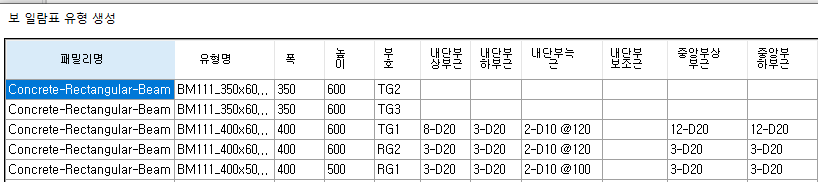 보 일람표 유형 생성
패밀리명 유형명 폭 높이 부호 내단부상부근 내단부하부근 내단부늑근 내단부보조근 중앙부상부근 중앙부하부근
Concrete-Rectangular-Beam BM111_350x60... 350 600 TG2
Concrete-Rectangular-Beam BM111_350x60... 350 600 TG3
Concrete-Rectangular-Beam BM111_400x60... 400 600 TG1 8-D20 3-D20 2-D10 @120 12-D20 3-D20
Concrete-Rectangular-Beam BM111_400x60... 400 600 RG2 3-D20 3-D20 2-D10 @120 3-D20 3-D20
Concrete-Rectangular-Beam BM111_400x50... 400 500 RG1 3-D20 3-D20 2-D10 @100 3-D20 3-D20